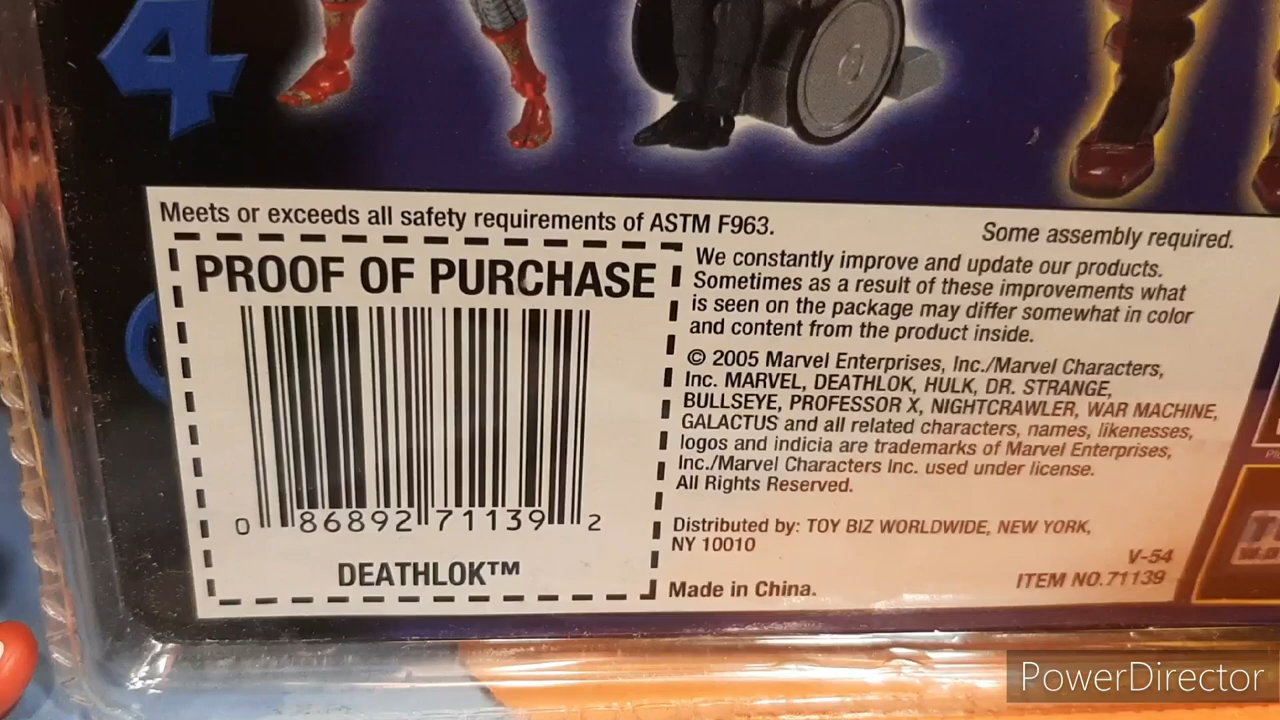 4
Meets or exceeds all safety requirements of ASTM F963.
Some assembly required.
PROOF OF PURCHASE
0 86892 71139 2
DEATHLOK™
We constantly improve and update our products.
Sometimes as a result of these improvements what
is seen on the package may differ somewhat in color
and content from the product inside.
© 2005 Marvel Enterprises, Inc./Marvel Characters,
Inc. MARVEL, DEATHLOK, HULK, DR. STRANGE,
BULLSEYE, PROFESSOR X, NIGHTCRAWLER, WAR MACHINE,
GALACTUS and all related characters, names, likenesses,
logos and indicia are trademarks of Marvel Enterprises,
Inc./Marvel Characters Inc. used under license.
All Rights Reserved.
Distributed by: TOY BIZ WORLDWIDE, NEW YORK,
NY 10010
Made in China.
V-54
ITEM NO.71139
PowerDirector